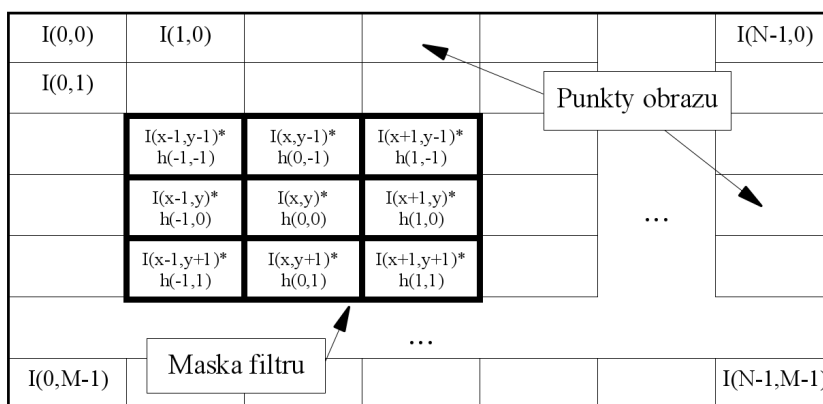 I(0,0) I(1,0) I(N-1,0)
I(0,1)
Punkty obrazu
I(x-1,y-1)* I(x,y-1)* I(x+1,y-1)*
h(-1,-1) h(0,-1) h(1,-1)
I(x-1,y)* I(x,y)* I(x+1,y)*
h(-1,0) h(0,0) h(1,0)
...
I(x-1,y+1)* I(x,y+1)* I(x+1,y+1)*
h(-1,1) h(0,1) h(1,1)
...
Maska filtru
I(0,M-1) I(N-1,M-1)